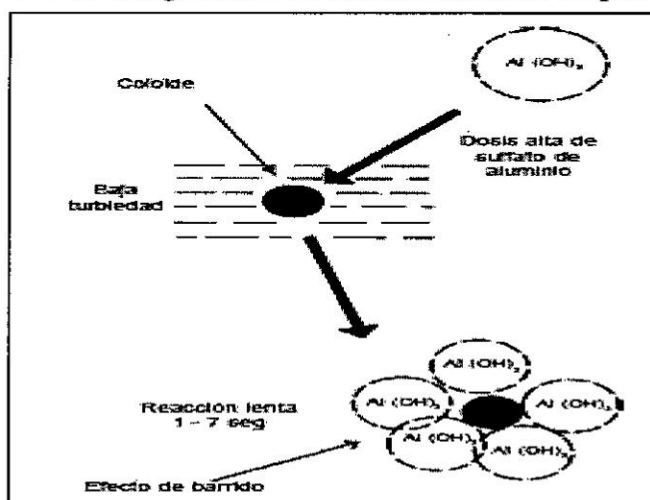 Al (OH)₃
Coloide
Dosis alta de
sulfato de
aluminio
Baja
turbiedad
Al (OH)₃
Al (OH)₃
Al (OH)₃
Al (OH)₃
Al (OH)₃
Reacción lenta
1 - 7 seg
Efecto de barrido